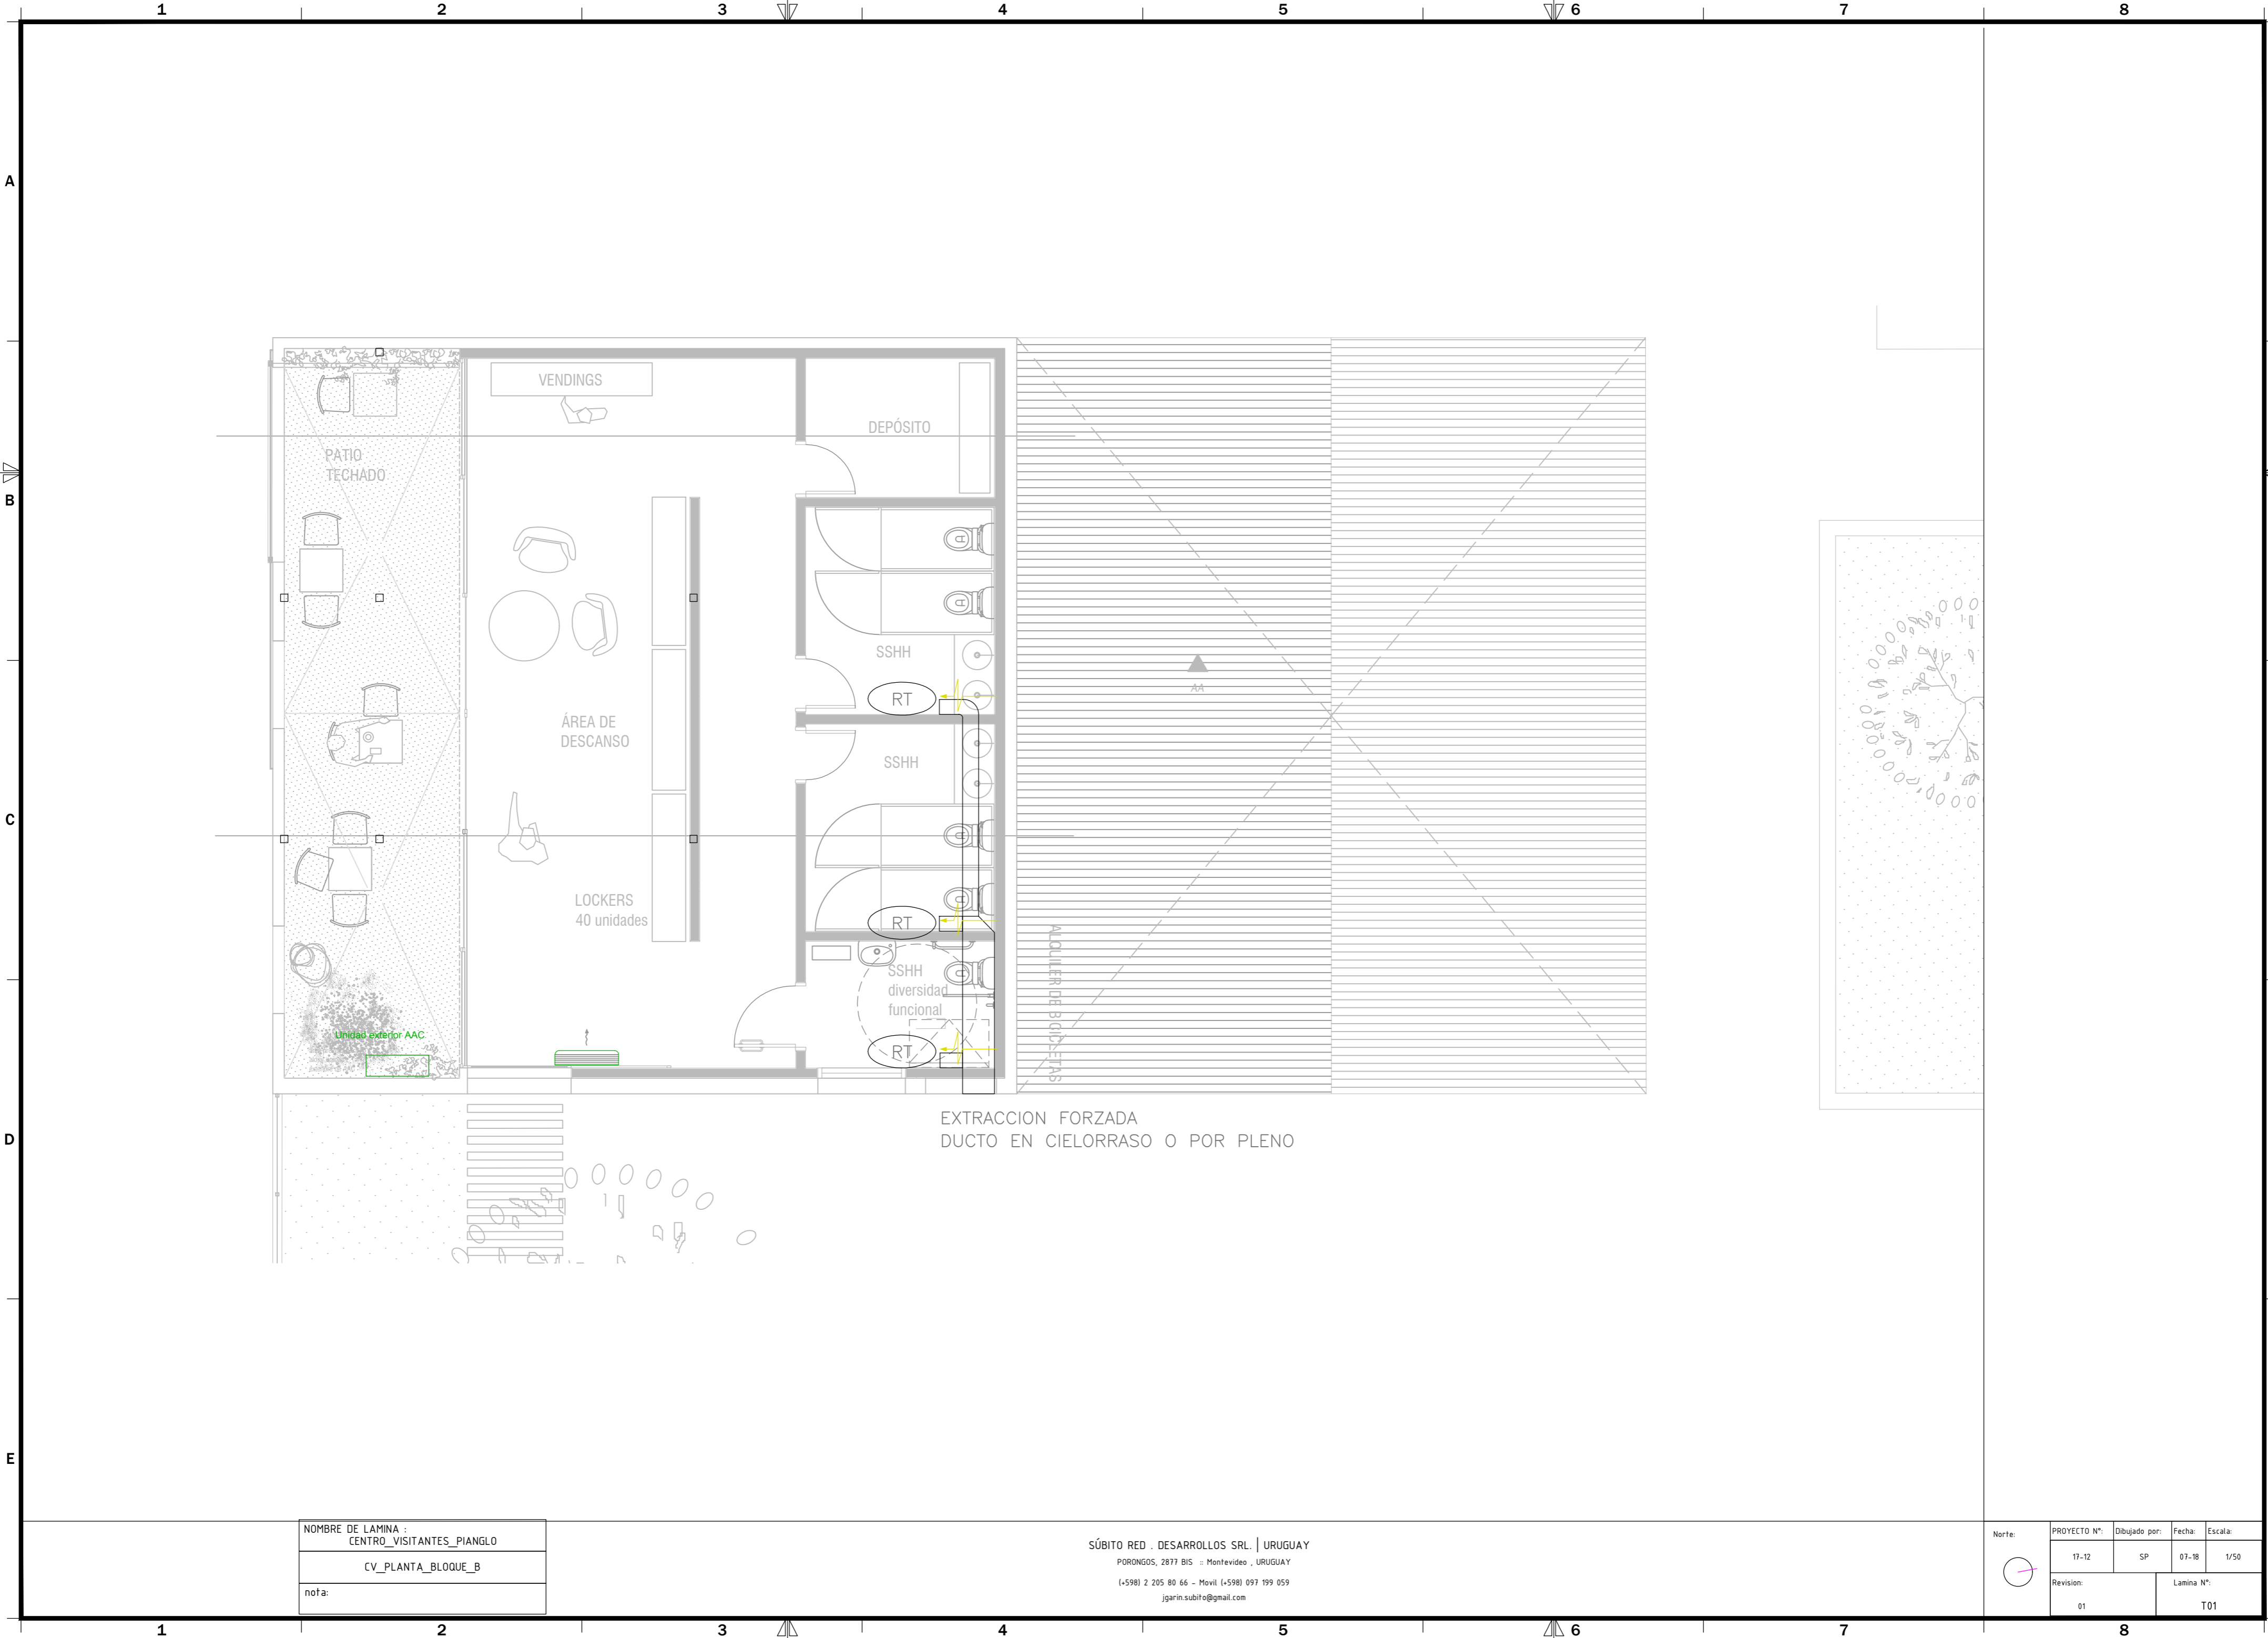 1 2 3 4 5 6 7 8
A
B
C
D
E
VENDINGS
DEPÓSITO
PATIO
TECHADO
SSHH
RT
AA
ÁREA DE
DESCANSO
SSHH
LOCKERS
40 unidades
RT
SSHH
diversidad
funcional
ALQUILER DE BICICLETAS
Unidad exterior AAC
RT
EXTRACCION FORZADA
DUCTO EN CIELORRASO O POR PLENO
NOMBRE DE LAMINA :
CENTRO_VISITANTES_PIANGLO
CV_PLANTA_BLOQUE_B
nota:
SÚBITO RED . DESARROLLOS SRL. | URUGUAY
PORONGOS, 2877 BIS :: Montevideo , URUGUAY
(+598) 2 205 80 66 - Movil (+598) 097 199 059
jgarin.subito@gmail.com
Norte:
PROYECTO N°: Dibujado por: Fecha: Escala:
17-12 SP 07-18 1/50
Revision: Lamina N°:
01 T01
1 2 3 4 5 6 7 8